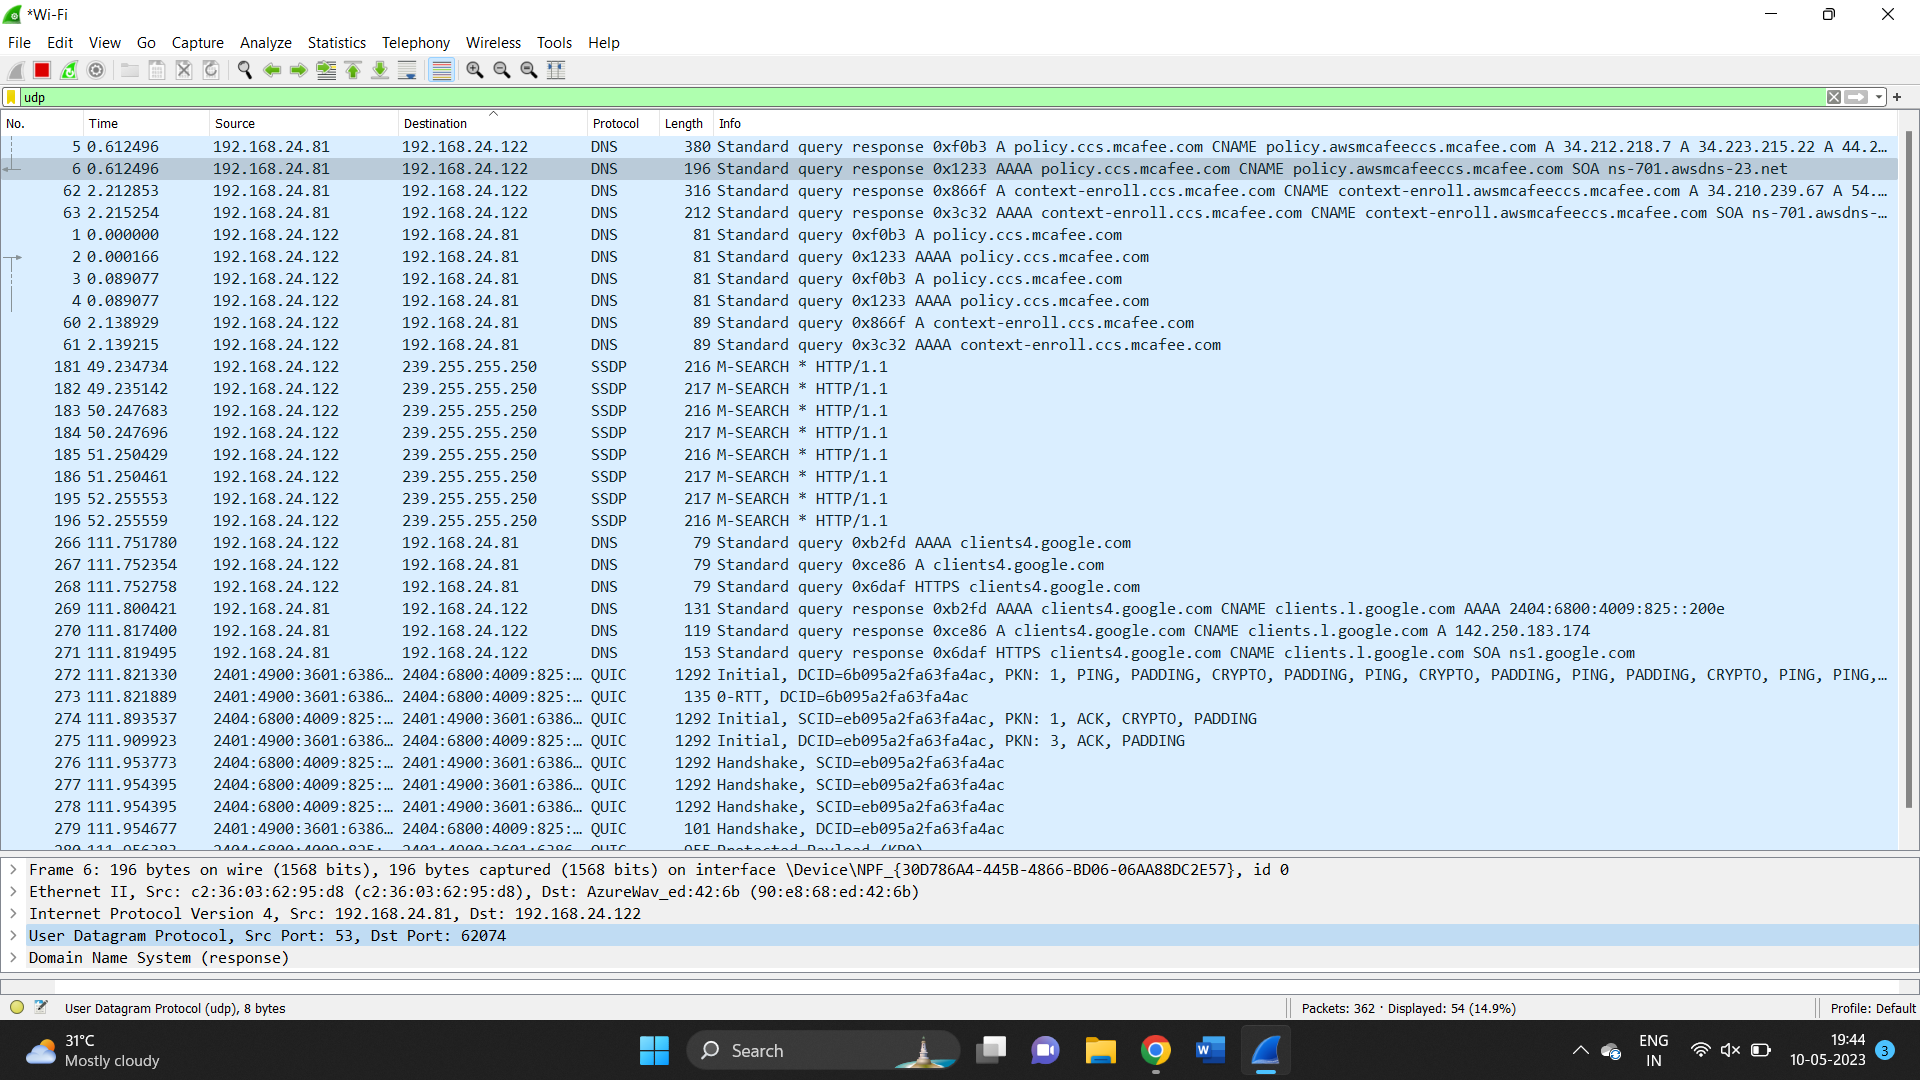 *Wi-Fi
File Edit View Go Capture Analyze Statistics Telephony Wireless Tools Help
udp
No. Time Source Destination Protocol Length Info
5 0.612496 192.168.24.81 192.168.24.122 DNS 380 Standard query response 0xf0b3 A policy.ccs.mcafee.com CNAME policy.awsmcafeeccs.mcafee.com A 34.212.218.7 A 34.223.215.22 A 44.2…
6 0.612496 192.168.24.81 192.168.24.122 DNS 196 Standard query response 0x1233 AAAA policy.ccs.mcafee.com CNAME policy.awsmcafeeccs.mcafee.com SOA ns-701.awsdns-23.net
62 2.212853 192.168.24.81 192.168.24.122 DNS 316 Standard query response 0x866f A context-enroll.ccs.mcafee.com CNAME context-enroll.awsmcafeeccs.mcafee.com A 34.210.239.67 A 54.…
63 2.215254 192.168.24.81 192.168.24.122 DNS 212 Standard query response 0x3c32 AAAA context-enroll.ccs.mcafee.com CNAME context-enroll.awsmcafeeccs.mcafee.com SOA ns-701.awsdns-…
1 0.000000 192.168.24.122 192.168.24.81 DNS 81 Standard query 0xf0b3 A policy.ccs.mcafee.com
2 0.000166 192.168.24.122 192.168.24.81 DNS 81 Standard query 0x1233 AAAA policy.ccs.mcafee.com
3 0.089077 192.168.24.122 192.168.24.81 DNS 81 Standard query 0xf0b3 A policy.ccs.mcafee.com
4 0.089077 192.168.24.122 192.168.24.81 DNS 81 Standard query 0x1233 AAAA policy.ccs.mcafee.com
60 2.138929 192.168.24.122 192.168.24.81 DNS 89 Standard query 0x866f A context-enroll.ccs.mcafee.com
61 2.139215 192.168.24.122 192.168.24.81 DNS 89 Standard query 0x3c32 AAAA context-enroll.ccs.mcafee.com
181 49.234734 192.168.24.122 239.255.255.250 SSDP 216 M-SEARCH * HTTP/1.1
182 49.235142 192.168.24.122 239.255.255.250 SSDP 217 M-SEARCH * HTTP/1.1
183 50.247683 192.168.24.122 239.255.255.250 SSDP 216 M-SEARCH * HTTP/1.1
184 50.247696 192.168.24.122 239.255.255.250 SSDP 217 M-SEARCH * HTTP/1.1
185 51.250429 192.168.24.122 239.255.255.250 SSDP 216 M-SEARCH * HTTP/1.1
186 51.250461 192.168.24.122 239.255.255.250 SSDP 217 M-SEARCH * HTTP/1.1
195 52.255553 192.168.24.122 239.255.255.250 SSDP 217 M-SEARCH * HTTP/1.1
196 52.255559 192.168.24.122 239.255.255.250 SSDP 216 M-SEARCH * HTTP/1.1
266 111.751780 192.168.24.122 192.168.24.81 DNS 79 Standard query 0xb2fd AAAA clients4.google.com
267 111.752354 192.168.24.122 192.168.24.81 DNS 79 Standard query 0xce86 A clients4.google.com
268 111.752758 192.168.24.122 192.168.24.81 DNS 79 Standard query 0x6daf HTTPS clients4.google.com
269 111.800421 192.168.24.81 192.168.24.122 DNS 131 Standard query response 0xb2fd AAAA clients4.google.com CNAME clients.l.google.com AAAA 2404:6800:4009:825::200e
270 111.817400 192.168.24.81 192.168.24.122 DNS 119 Standard query response 0xce86 A clients4.google.com CNAME clients.l.google.com A 142.250.183.174
271 111.819495 192.168.24.81 192.168.24.122 DNS 153 Standard query response 0x6daf HTTPS clients4.google.com CNAME clients.l.google.com SOA ns1.google.com
272 111.821330 2401:4900:3601:6386… 2404:6800:4009:825:… QUIC 1292 Initial, DCID=6b095a2fa63fa4ac, PKN: 1, PING, PADDING, CRYPTO, PADDING, PING, CRYPTO, PADDING, PING, PADDING, CRYPTO, PING, PING,…
273 111.821889 2401:4900:3601:6386… 2404:6800:4009:825:… QUIC 135 0-RTT, DCID=6b095a2fa63fa4ac
274 111.893537 2404:6800:4009:825:… 2401:4900:3601:6386… QUIC 1292 Initial, SCID=eb095a2fa63fa4ac, PKN: 1, ACK, CRYPTO, PADDING
275 111.909923 2401:4900:3601:6386… 2404:6800:4009:825:… QUIC 1292 Initial, DCID=eb095a2fa63fa4ac, PKN: 3, ACK, PADDING
276 111.953773 2404:6800:4009:825:… 2401:4900:3601:6386… QUIC 1292 Handshake, SCID=eb095a2fa63fa4ac
277 111.954395 2404:6800:4009:825:… 2401:4900:3601:6386… QUIC 1292 Handshake, SCID=eb095a2fa63fa4ac
278 111.954395 2404:6800:4009:825:… 2401:4900:3601:6386… QUIC 1292 Handshake, SCID=eb095a2fa63fa4ac
279 111.954677 2401:4900:3601:6386… 2404:6800:4009:825:… QUIC 101 Handshake, DCID=eb095a2fa63fa4ac
Frame 6: 196 bytes on wire (1568 bits), 196 bytes captured (1568 bits) on interface \Device\NPF_{30D786A4-445B-4866-BD06-06AA88DC2E57}, id 0
Ethernet II, Src: c2:36:03:62:95:d8 (c2:36:03:62:95:d8), Dst: AzureWav_ed:42:6b (90:e8:68:ed:42:6b)
Internet Protocol Version 4, Src: 192.168.24.81, Dst: 192.168.24.122
User Datagram Protocol, Src Port: 53, Dst Port: 62074
Domain Name System (response)
User Datagram Protocol (udp), 8 bytes
Packets: 362 · Displayed: 54 (14.9%)
Profile: Default
31°C
Mostly cloudy
Search
W
ENG
IN
19:44
10-05-2023
3